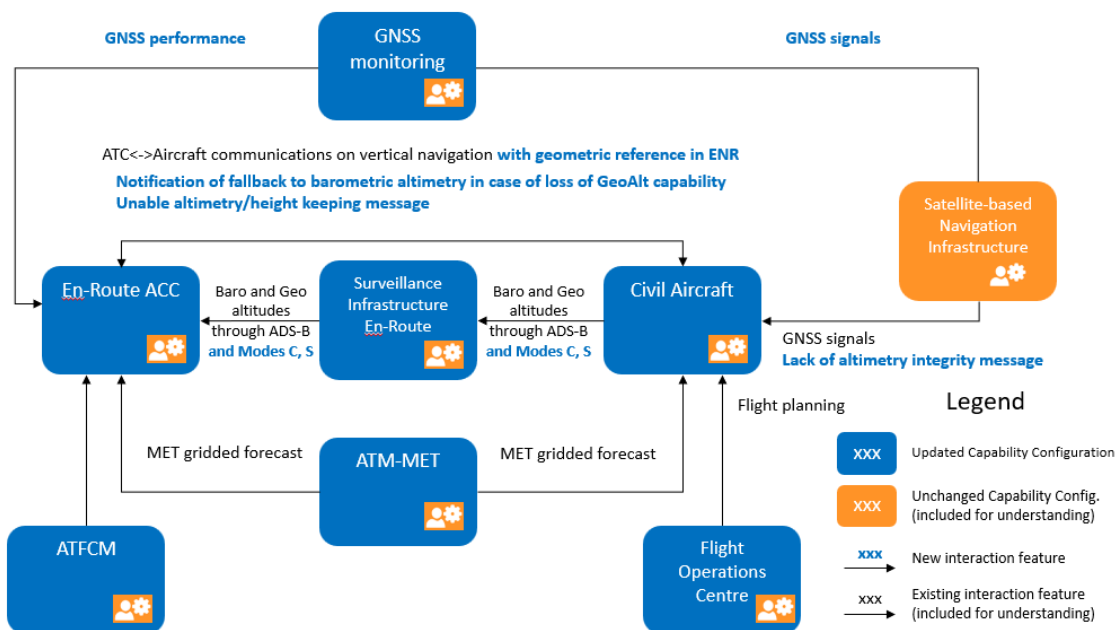 GNSS performance
GNSS
monitoring
GNSS signals
ATC<->Aircraft communications on vertical navigation with geometric reference in ENR
Notification of fallback to barometric altimetry in case of loss of GeoAlt capability
Unable altimetry/height keeping message
Satellite-based
Navigation
Infrastructure
En-Route ACC
Baro and Geo
altitudes
through ADS-B
and Modes C, S
Surveillance
Infrastructure
En-Route
Baro and Geo
altitudes
through ADS-B
and Modes C, S
Civil Aircraft
GNSS signals
Lack of altimetry integrity message
Flight planning
MET gridded forecast
ATM-MET
MET gridded forecast
ATFCM
Flight
Operations
Centre
Legend
XXX
Updated Capability Configuration
XXX
Unchanged Capability Config.
(included for understanding)
xxx
New interaction feature
xxx
Existing interaction feature
(included for understanding)